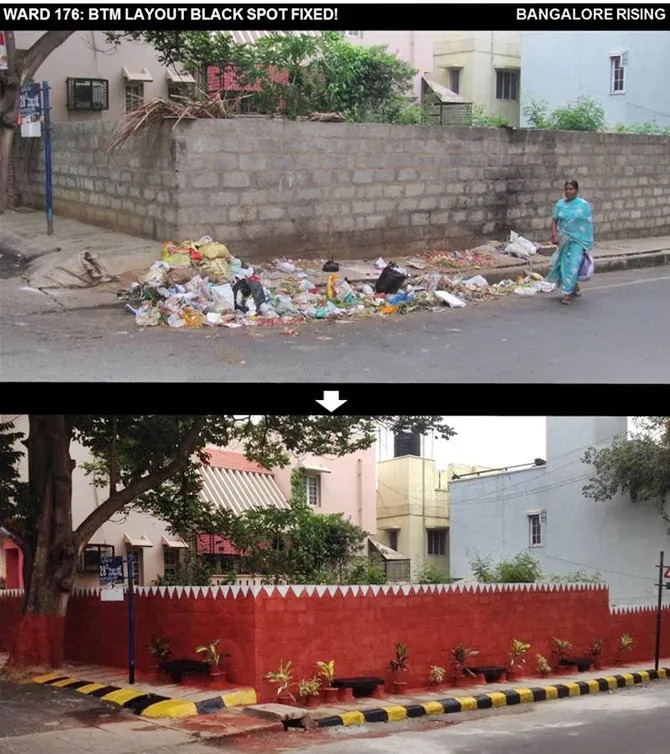 WARD 176: BTM LAYOUT BLACK SPOT FIXED!
BANGALORE RISING